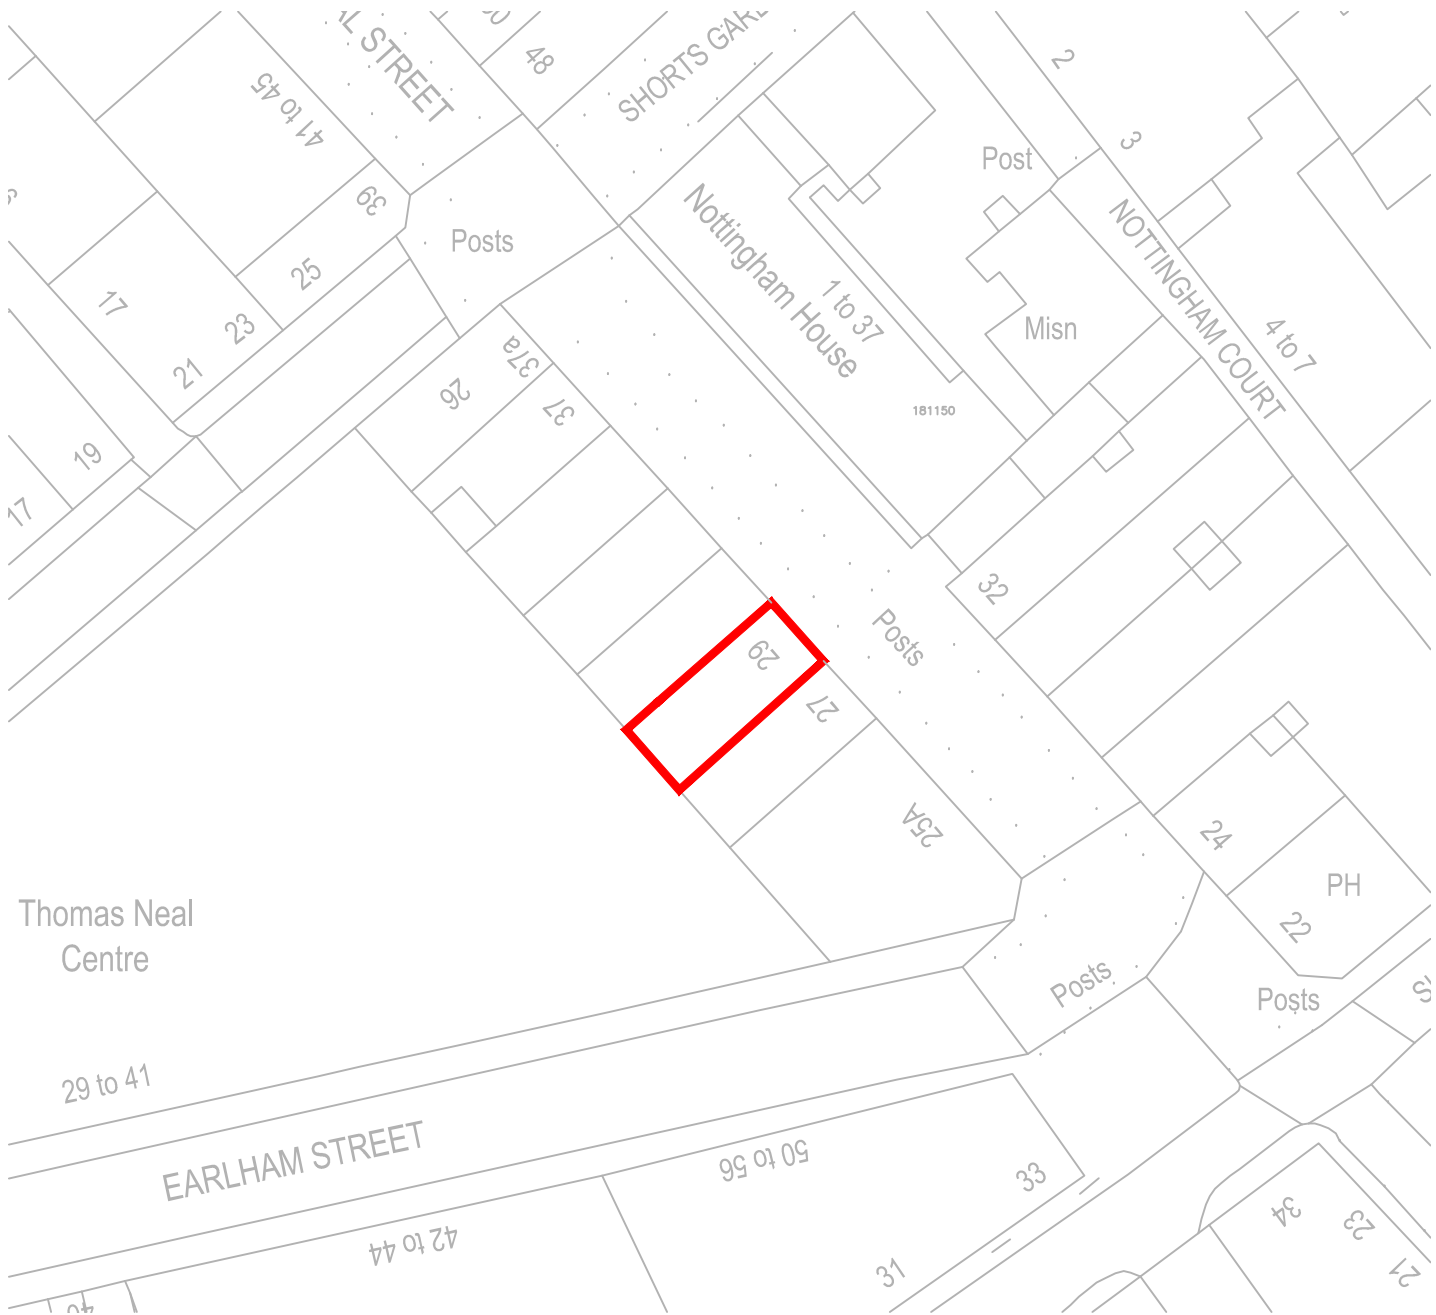 AL STREET
48
SHORTS GARD
2
41 to 45
3
Post
39
Posts
25
Nottingham House
1 to 37
NOTTINGHAM COURT
4 to 7
17
23
21
Misn
37a
26
37
181150
19
17
32
Posts
29
27
25A
24
PH
22
Thomas Neal
Centre
Posts
Posts
29 to 41
EARLHAM STREET
50 to 56
33
34
23
21
42 to 44
31